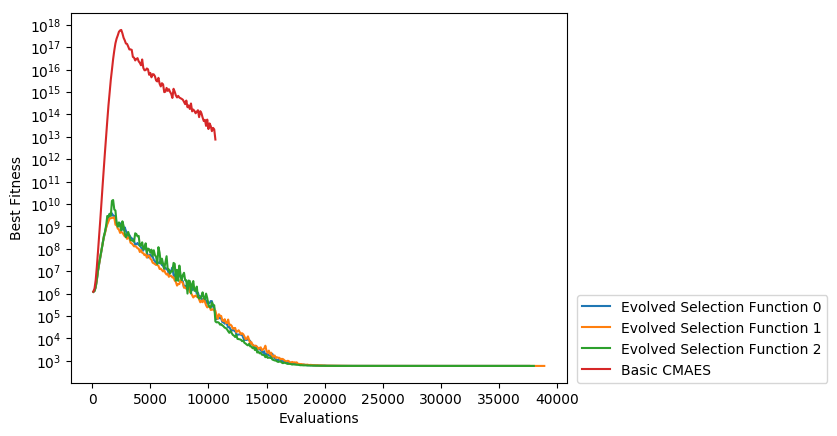 10^18
10^17
10^16
10^15
10^14
10^13
10^12
10^11
10^10
10^9
10^8
10^7
10^6
10^5
10^4
10^3
Best Fitness
0 5000 10000 15000 20000 25000 30000 35000 40000
Evaluations
Evolved Selection Function 0
Evolved Selection Function 1
Evolved Selection Function 2
Basic CMAES